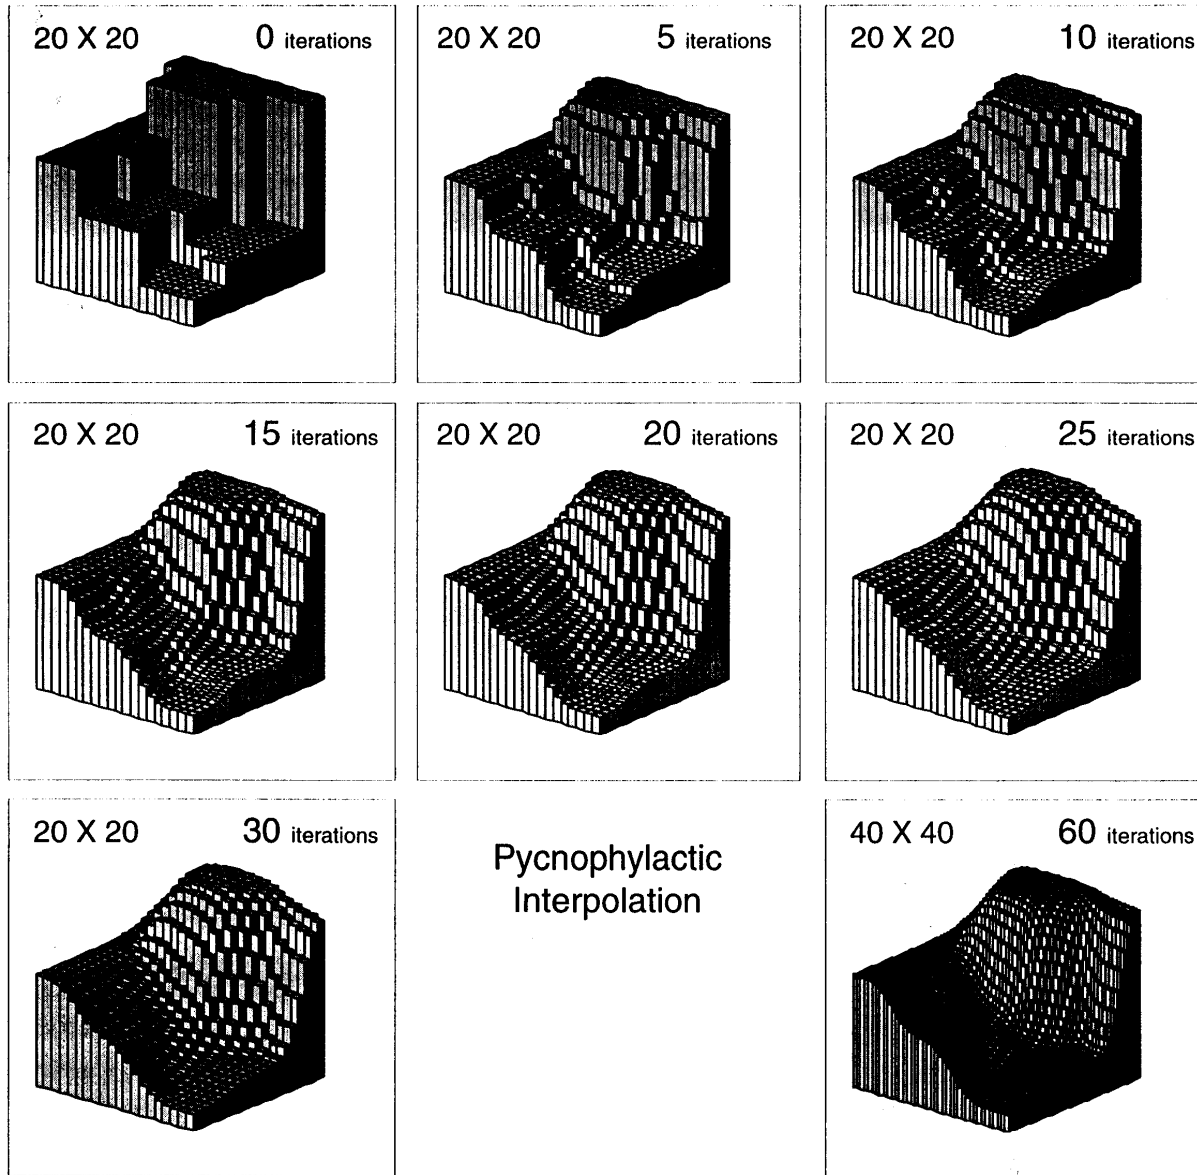 20 X 20 0 iterations
20 X 20 5 iterations
20 X 20 10 iterations
20 X 20 15 iterations
20 X 20 20 iterations
20 X 20 25 iterations
20 X 20 30 iterations
Pycnophylactic
Interpolation
40 X 40 60 iterations